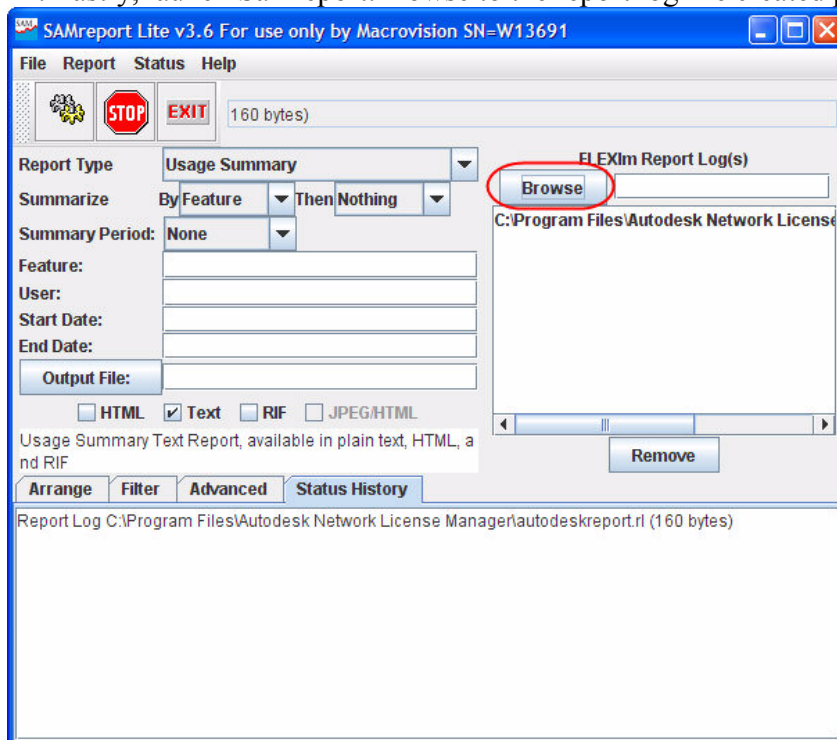 SAMreport Lite v3.6 For use only by Macrovision SN=W13691
File Report Status Help
STOP EXIT 160 bytes)
Report Type Usage Summary
FLEXlm Report Log(s)
Summarize By Feature Then Nothing
Browse
Summary Period: None
C:\Program Files\Autodesk Network License
Feature:
User:
Start Date:
End Date:
Output File:
HTML Text RIF JPEG/HTML
Usage Summary Text Report, available in plain text, HTML, a
nd RIF
Remove
Arrange Filter Advanced Status History
Report Log C:\Program Files\Autodesk Network License Manager\autodeskreport.rl (160 bytes)